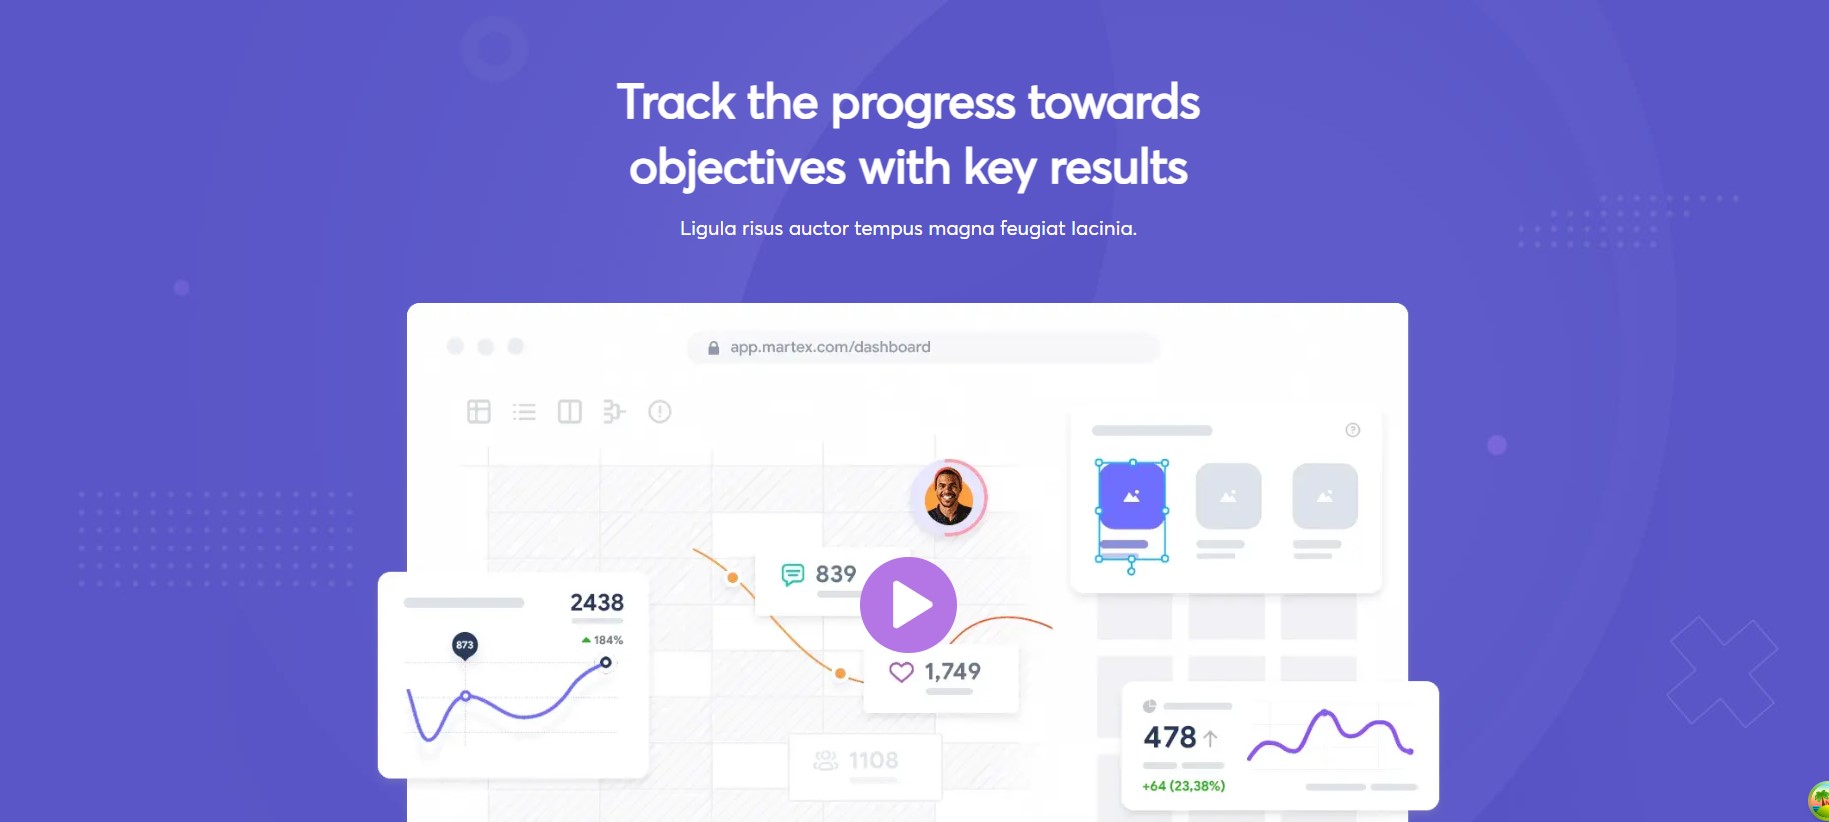 Track the progress towards
objectives with key results
Ligula risus auctor tempus magna feugiat lacinia.
app.martex.com/dashboard
839
2438
184%
873
1,749
478
+64 (23,38%)
1108